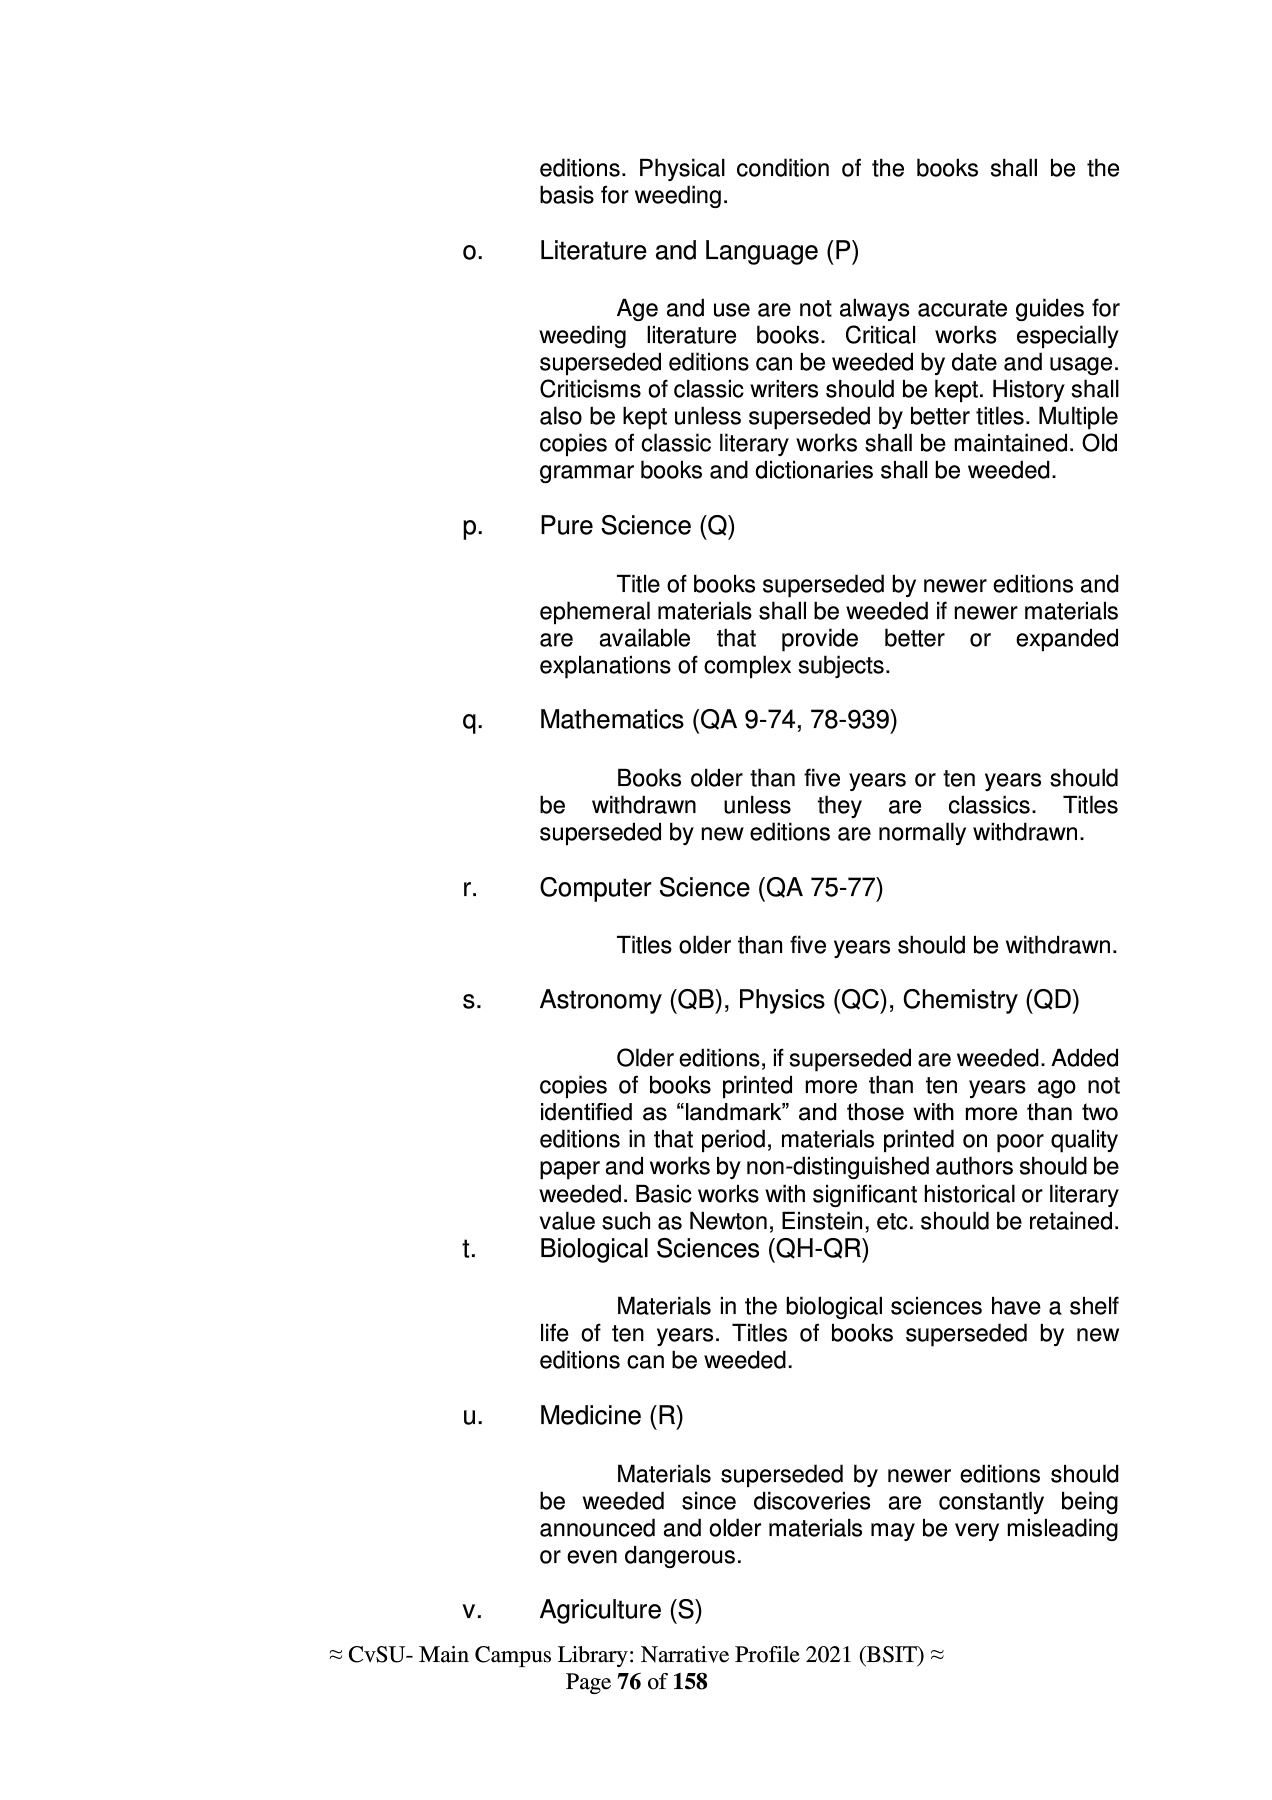 editions. Physical condition of the books shall be the
basis for weeding.
o. Literature and Language (P)
Age and use are not always accurate guides for
weeding literature books. Critical works especially
superseded editions can be weeded by date and usage.
Criticisms of classic writers should be kept. History shall
also be kept unless superseded by better titles. Multiple
copies of classic literary works shall be maintained. Old
grammar books and dictionaries shall be weeded.
p. Pure Science (Q)
Title of books superseded by newer editions and
ephemeral materials shall be weeded if newer materials
are available that provide better or expanded
explanations of complex subjects.
q. Mathematics (QA 9-74, 78-939)
Books older than five years or ten years should
be withdrawn unless they are classics. Titles
superseded by new editions are normally withdrawn.
r. Computer Science (QA 75-77)
Titles older than five years should be withdrawn.
s. Astronomy (QB), Physics (QC), Chemistry (QD)
Older editions, if superseded are weeded. Added
copies of books printed more than ten years ago not
identified as “landmark” and those with more than two
editions in that period, materials printed on poor quality
paper and works by non-distinguished authors should be
weeded. Basic works with significant historical or literary
value such as Newton, Einstein, etc. should be retained.
t. Biological Sciences (QH-QR)
Materials in the biological sciences have a shelf
life of ten years. Titles of books superseded by new
editions can be weeded.
u. Medicine (R)
Materials superseded by newer editions should
be weeded since discoveries are constantly being
announced and older materials may be very misleading
or even dangerous.
v. Agriculture (S)
≈ CvSU- Main Campus Library: Narrative Profile 2021 (BSIT) ≈
Page 76 of 158